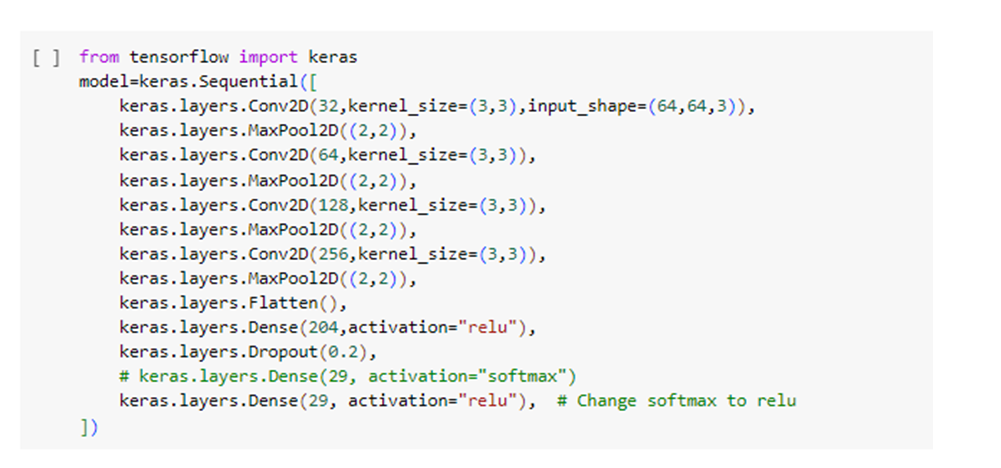 [ ] from tensorflow import keras
model=keras.Sequential([
    keras.layers.Conv2D(32,kernel_size=(3,3),input_shape=(64,64,3)),
    keras.layers.MaxPool2D((2,2)),
    keras.layers.Conv2D(64,kernel_size=(3,3)),
    keras.layers.MaxPool2D((2,2)),
    keras.layers.Conv2D(128,kernel_size=(3,3)),
    keras.layers.MaxPool2D((2,2)),
    keras.layers.Conv2D(256,kernel_size=(3,3)),
    keras.layers.MaxPool2D((2,2)),
    keras.layers.Flatten(),
    keras.layers.Dense(204,activation="relu"),
    keras.layers.Dropout(0.2),
    # keras.layers.Dense(29, activation="softmax")
    keras.layers.Dense(29, activation="relu"),  # Change softmax to relu
])